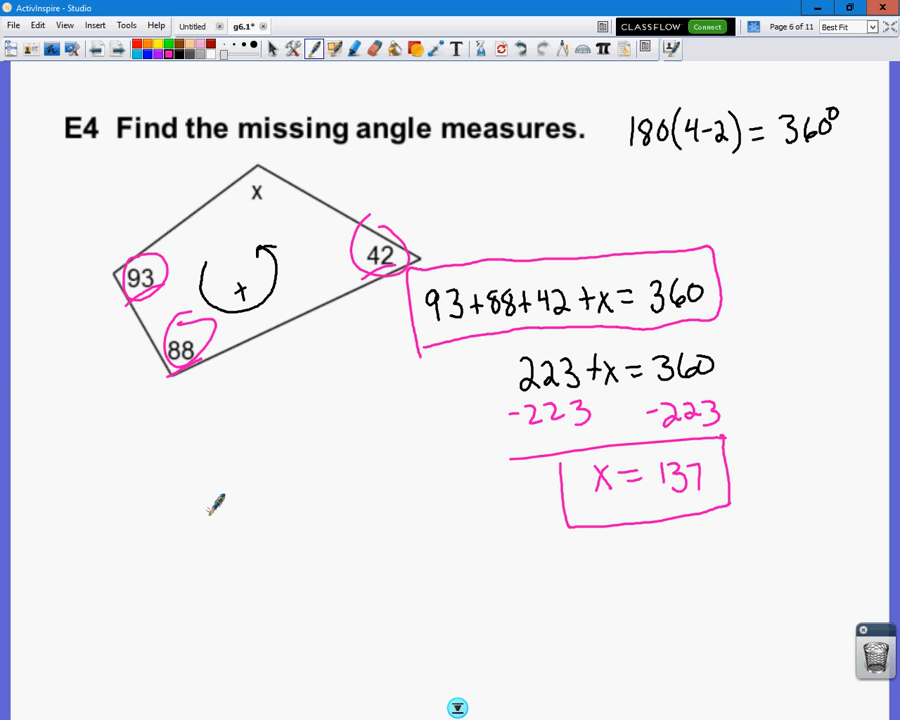 ActivInspire - Studio
File Edit View Insert Tools Help Untitled g6.1* CLASSFLOW Connect Page 6 of 11 Best Fit
E4 Find the missing angle measures.
180(4-2) = 360°
x
93
42
88
+
93+88+42+x = 360
223+x = 360
-223 -223
x = 137